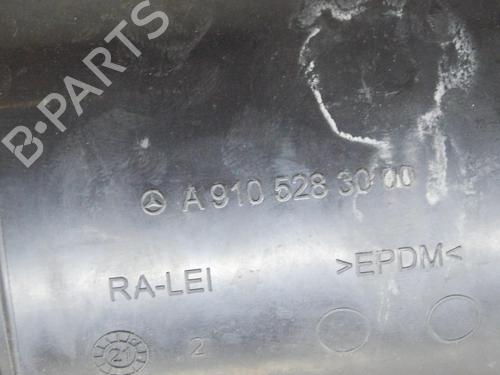 B-PARTS
A 910 528 30 00
RA-LEI >EPDM<
21 2